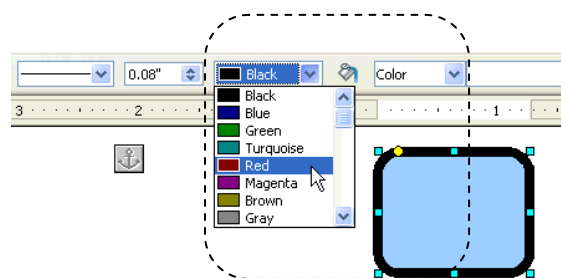 0.08" Black Color
3 2 1
Black
Blue
Green
Turquoise
Red
Magenta
Brown
Gray